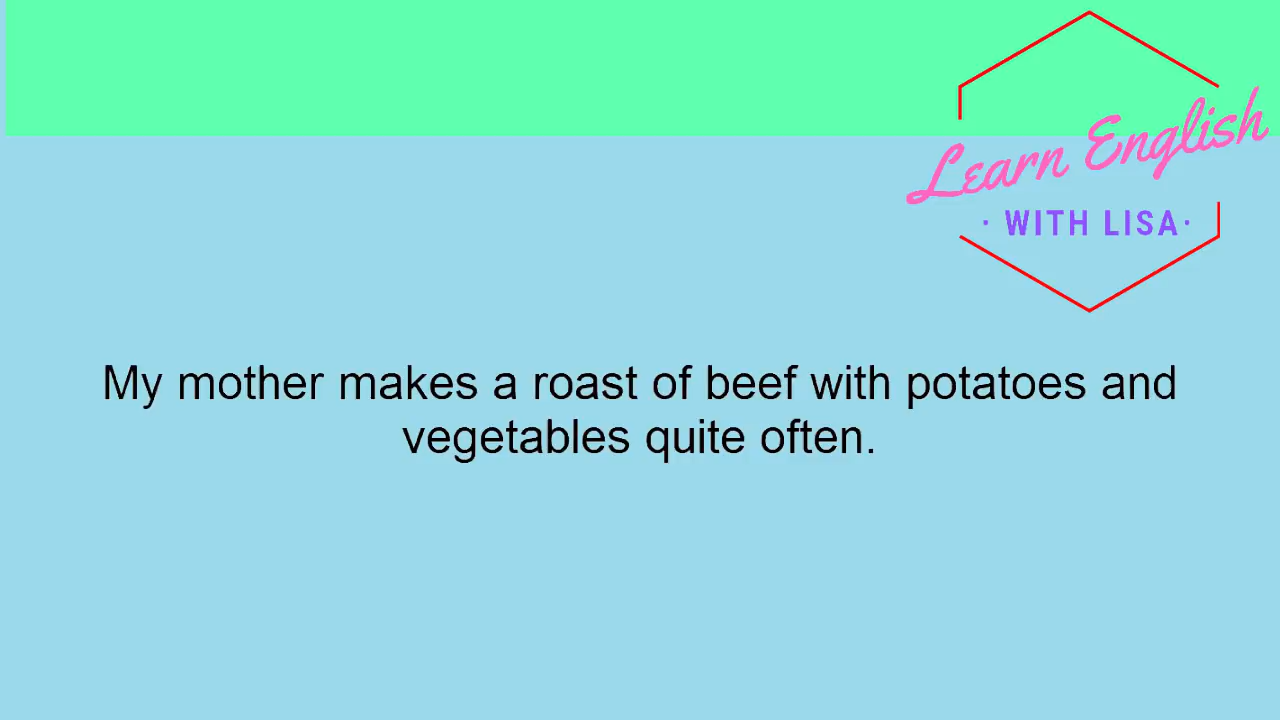 Learn English
· WITH LISA ·
My mother makes a roast of beef with potatoes and
vegetables quite often.